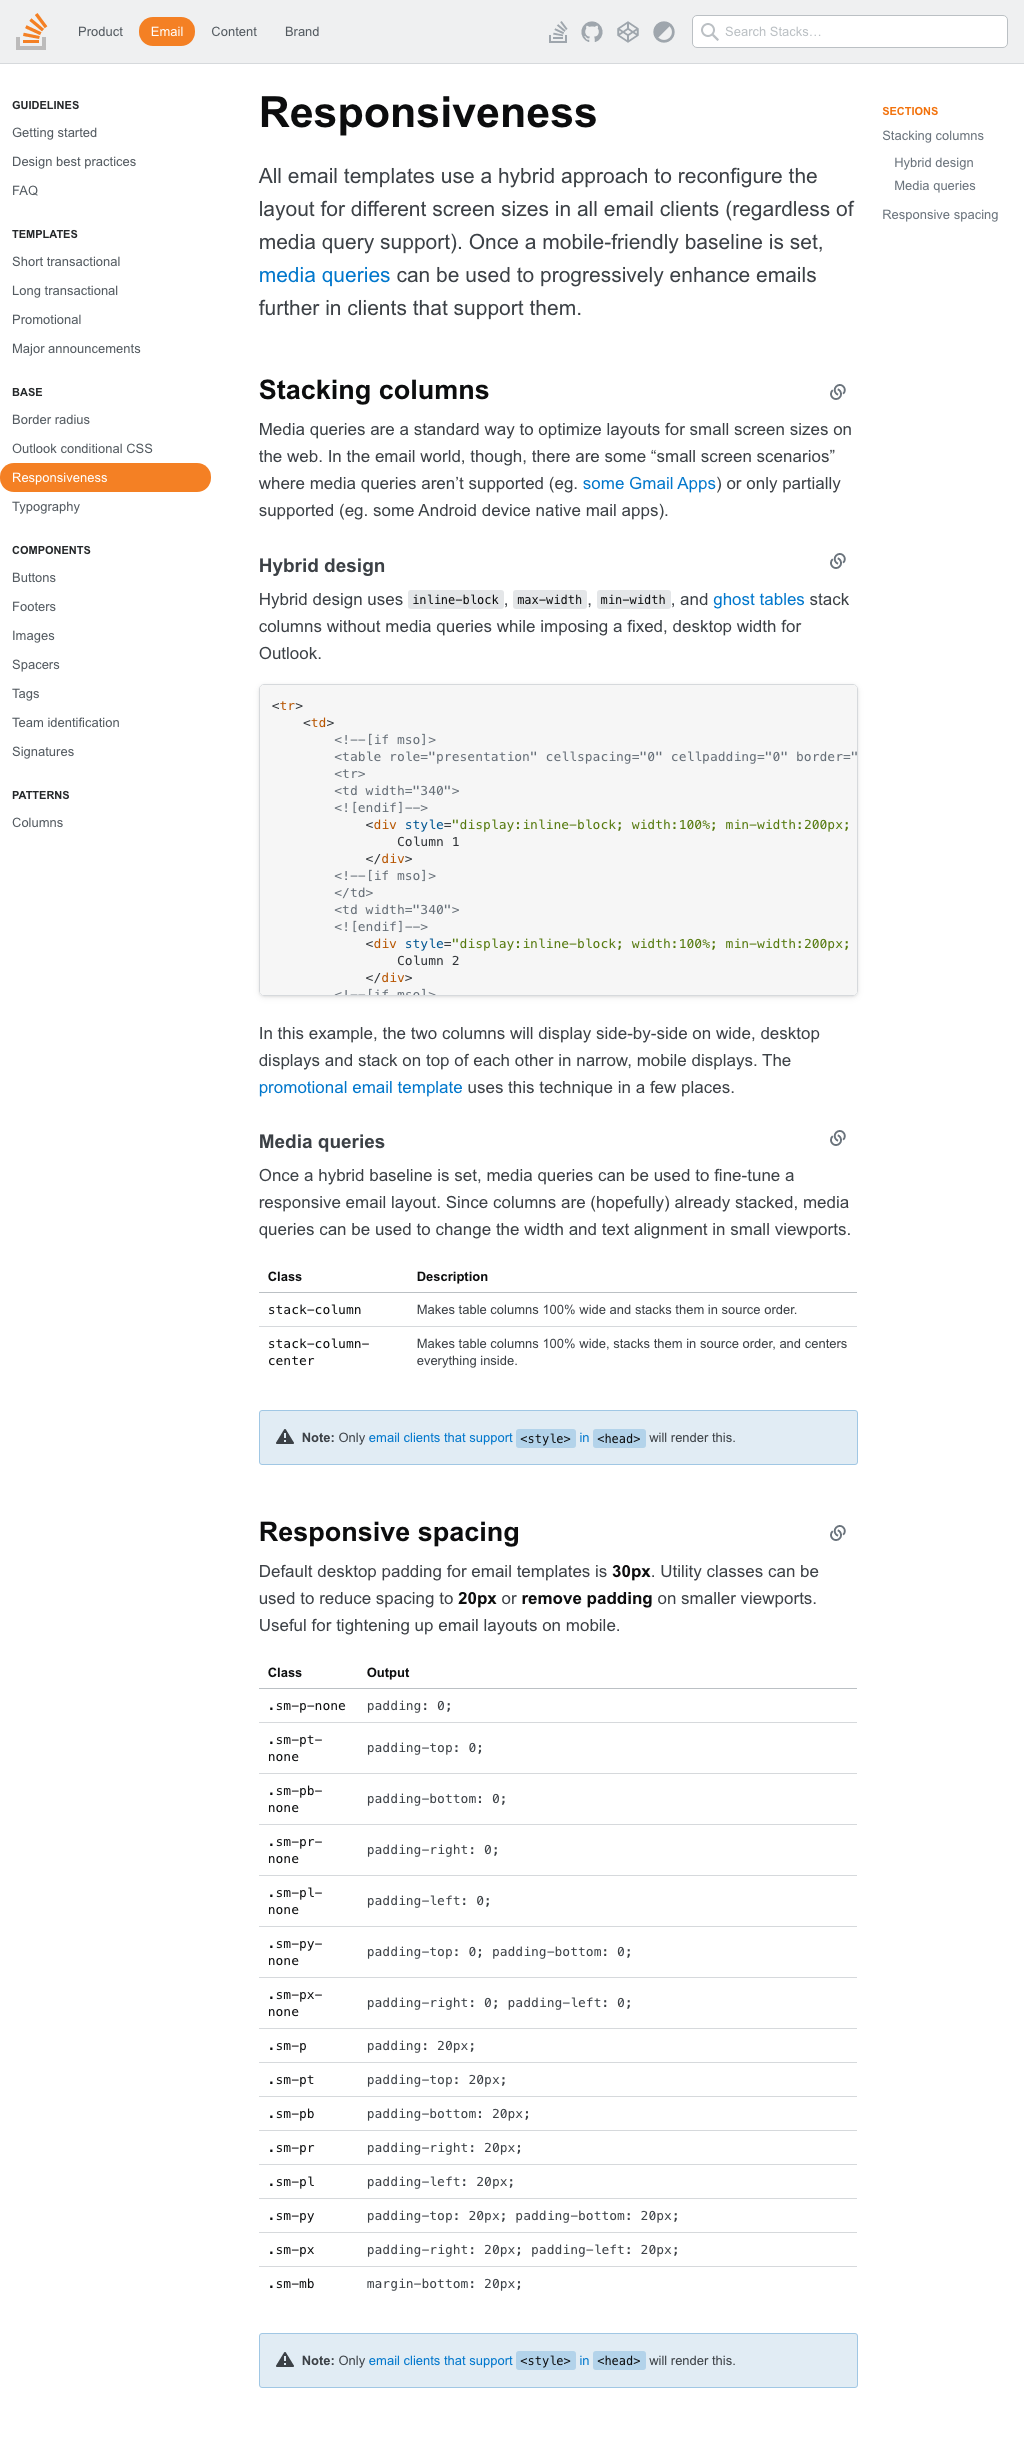 Product
Email
Content
Brand
Search Stacks…
GUIDELINES
Getting started
Design best practices
FAQ
TEMPLATES
Short transactional
Long transactional
Promotional
Major announcements
BASE
Border radius
Outlook conditional CSS
Responsiveness
Typography
COMPONENTS
Buttons
Footers
Images
Spacers
Tags
Team identification
Signatures
PATTERNS
Columns
Responsiveness
All email templates use a hybrid approach to reconfigure the
layout for different screen sizes in all email clients (regardless of
media query support). Once a mobile-friendly baseline is set,
media queries can be used to progressively enhance emails
further in clients that support them.
Stacking columns
Media queries are a standard way to optimize layouts for small screen sizes on
the web. In the email world, though, there are some “small screen scenarios”
where media queries aren’t supported (eg. some Gmail Apps) or only partially
supported (eg. some Android device native mail apps).
Hybrid design
Hybrid design uses inline-block, max-width, min-width, and ghost tables stack
columns without media queries while imposing a fixed, desktop width for
Outlook.
<tr>
<td>
<!--[if mso]>
<table role="presentation" cellspacing="0" cellpadding="0" border="
<tr>
<td width="340">
<![endif]-->
<div style="display:inline-block; width:100%; min-width:200px;
Column 1
</div>
<!--[if mso]>
</td>
<td width="340">
<![endif]-->
<div style="display:inline-block; width:100%; min-width:200px;
Column 2
</div>
<!--[if mso]>
In this example, the two columns will display side-by-side on wide, desktop
displays and stack on top of each other in narrow, mobile displays. The
promotional email template uses this technique in a few places.
Media queries
Once a hybrid baseline is set, media queries can be used to fine-tune a
responsive email layout. Since columns are (hopefully) already stacked, media
queries can be used to change the width and text alignment in small viewports.
Class Description
stack-column Makes table columns 100% wide and stacks them in source order.
stack-column-
center
Makes table columns 100% wide, stacks them in source order, and centers
everything inside.
Note: Only email clients that support <style> in <head> will render this.
Responsive spacing
Default desktop padding for email templates is 30px. Utility classes can be
used to reduce spacing to 20px or remove padding on smaller viewports.
Useful for tightening up email layouts on mobile.
Class Output
.sm-p-none padding: 0;
.sm-pt-
none
padding-top: 0;
.sm-pb-
none
padding-bottom: 0;
.sm-pr-
none
padding-right: 0;
.sm-pl-
none
padding-left: 0;
.sm-py-
none
padding-top: 0; padding-bottom: 0;
.sm-px-
none
padding-right: 0; padding-left: 0;
.sm-p padding: 20px;
.sm-pt padding-top: 20px;
.sm-pb padding-bottom: 20px;
.sm-pr padding-right: 20px;
.sm-pl padding-left: 20px;
.sm-py padding-top: 20px; padding-bottom: 20px;
.sm-px padding-right: 20px; padding-left: 20px;
.sm-mb margin-bottom: 20px;
Note: Only email clients that support <style> in <head> will render this.
SECTIONS
Stacking columns
Hybrid design
Media queries
Responsive spacing